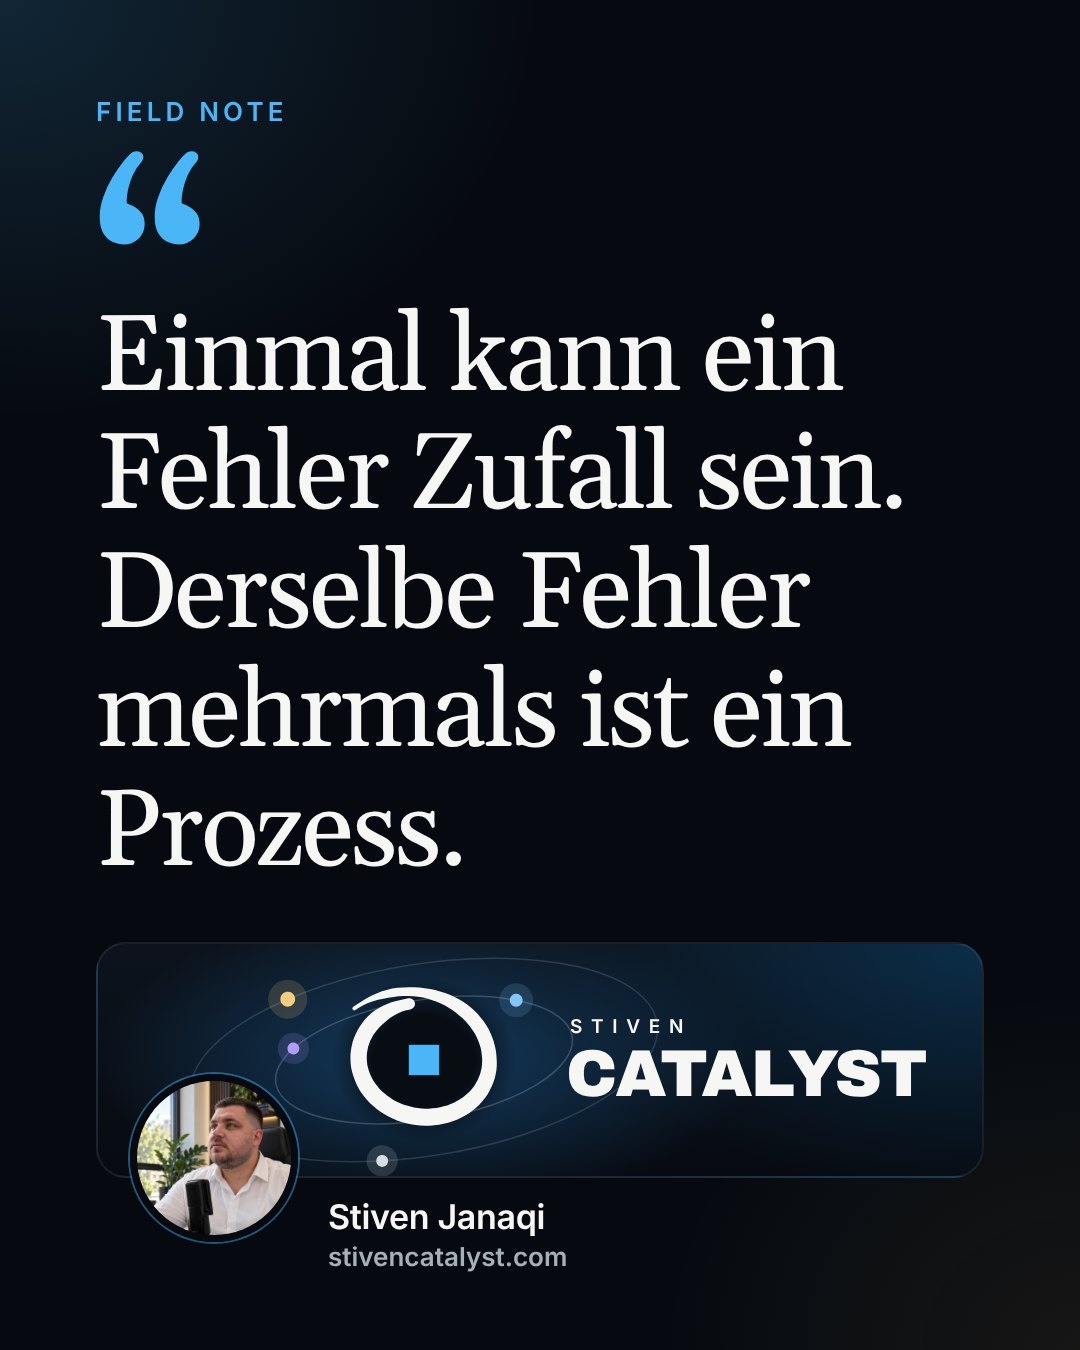 FIELD NOTE
“
Einmal kann ein
Fehler Zufall sein.
Derselbe Fehler
mehrmals ist ein
Prozess.
STIVEN
CATALYST
Stiven Janaqi
stivencatalyst.com